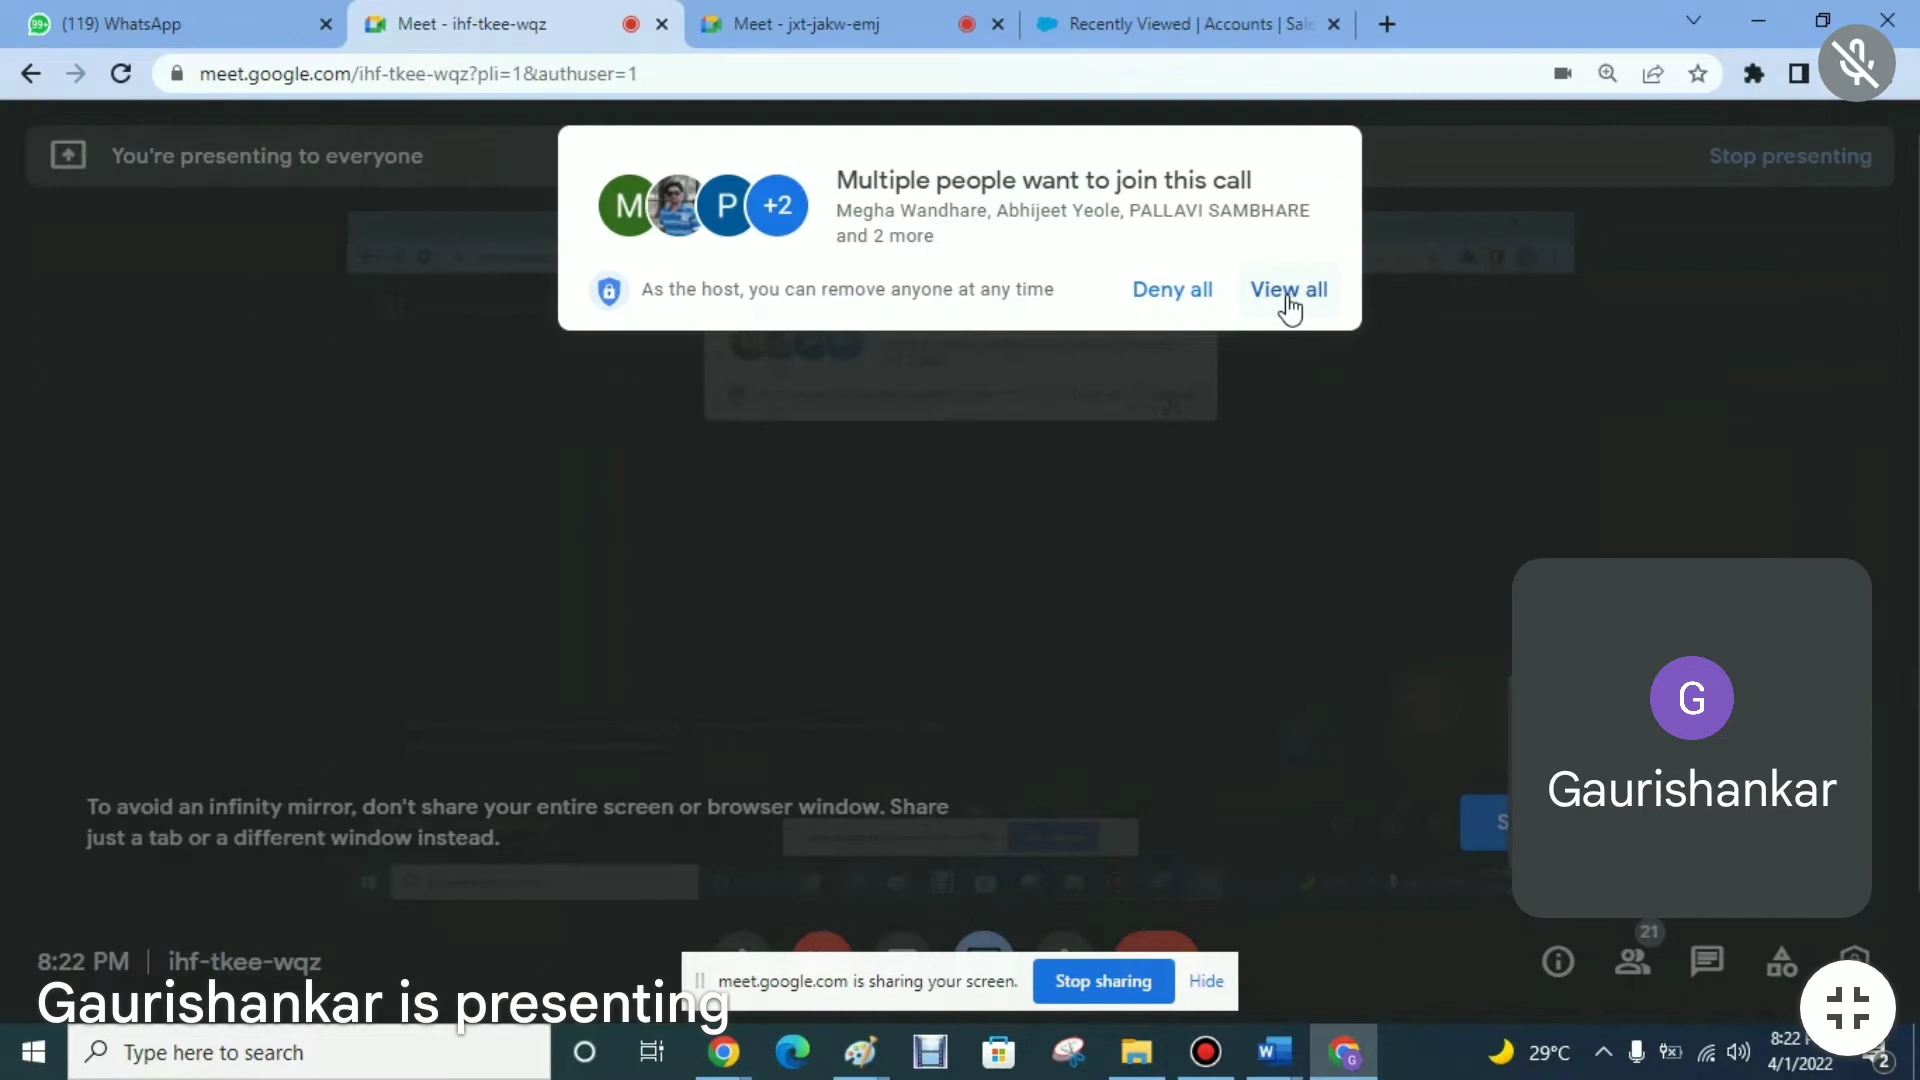 99+ (119) WhatsApp
Meet - ihf-tkee-wqz
Meet - jxt-jakw-emj
Recently Viewed | Accounts | Sale
meet.google.com/ihf-tkee-wqz?pli=1&authuser=1
You're presenting to everyone
Stop presenting
M
P
+2
Multiple people want to join this call
Megha Wandhare, Abhijeet Yeole, PALLAVI SAMBHARE
and 2 more
As the host, you can remove anyone at any time
Deny all
View all
G
Gaurishankar
To avoid an infinity mirror, don't share your entire screen or browser window. Share
just a tab or a different window instead.
S
21
8:22 PM | ihf-tkee-wqz
meet.google.com is sharing your screen.
Stop sharing
Hide
Gaurishankar is presenting
Type here to search
29°C
8:22
4/1/2022
2